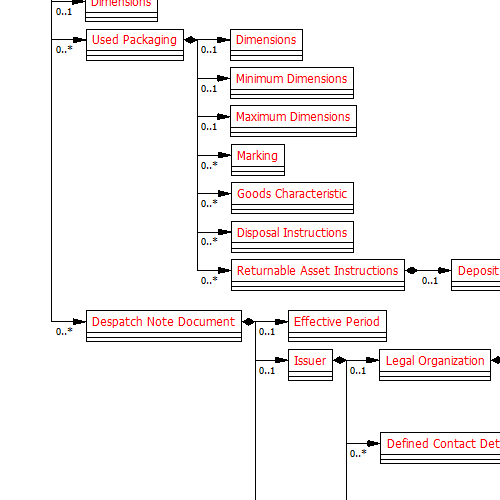 Dimensions
0..1
Used Packaging
0..*
Dimensions
0..1
Minimum Dimensions
0..1
Maximum Dimensions
0..1
Marking
0..*
Goods Characteristic
0..*
Disposal Instructions
0..*
Returnable Asset Instructions
0..*
Deposit
0..1
Despatch Note Document
0..*
Effective Period
0..1
Issuer
0..1
Legal Organization
0..1
Defined Contact Det
0..*